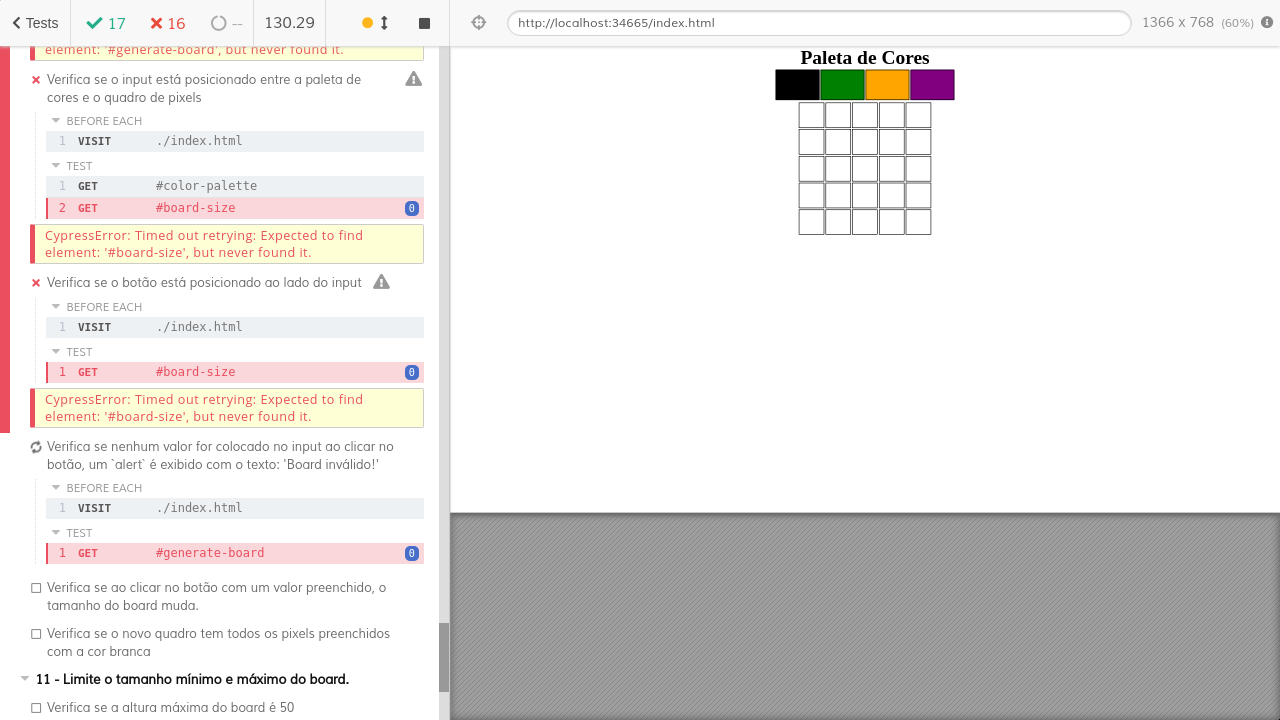 Tests 17 16 -- 130.29
http://localhost:34665/index.html 1366 x 768 (60%)
element: '#generate-board', but never found it.
Verifica se o input está posicionado entre a paleta de
cores e o quadro de pixels
BEFORE EACH
1 VISIT ./index.html
TEST
1 GET #color-palette
2 GET #board-size 0
CypressError: Timed out retrying: Expected to find
element: '#board-size', but never found it.
Verifica se o botão está posicionado ao lado do input
BEFORE EACH
1 VISIT ./index.html
TEST
1 GET #board-size 0
CypressError: Timed out retrying: Expected to find
element: '#board-size', but never found it.
Verifica se nenhum valor for colocado no input ao clicar no
botão, um `alert` é exibido com o texto: 'Board inválido!'
BEFORE EACH
1 VISIT ./index.html
TEST
1 GET #generate-board 0
Verifica se ao clicar no botão com um valor preenchido, o
tamanho do board muda.
Verifica se o novo quadro tem todos os pixels preenchidos
com a cor branca
11 - Limite o tamanho mínimo e máximo do board.
Verifica se a altura máxima do board é 50
Paleta de Cores